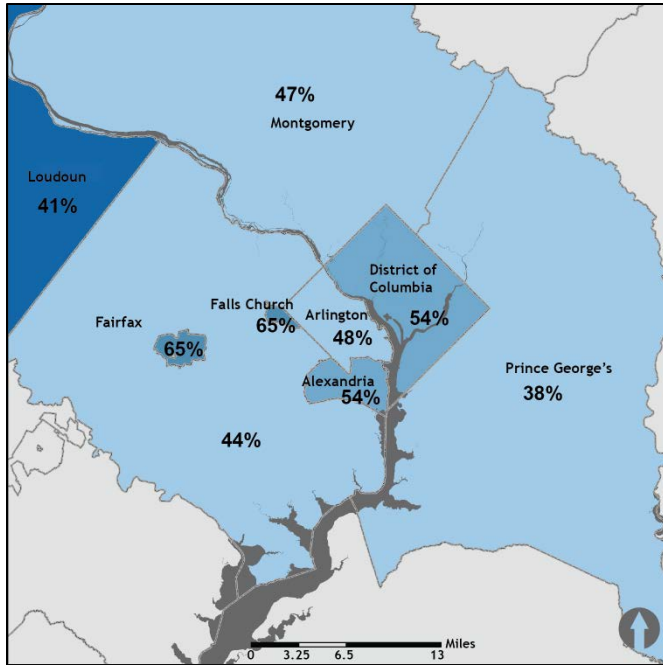 47%
Montgomery
Loudoun
41%
District of
Columbia
54%
Falls Church
65%
Arlington
48%
Fairfax
65%
Alexandria
54%
Prince George's
38%
44%
Miles
0 3.25 6.5 13